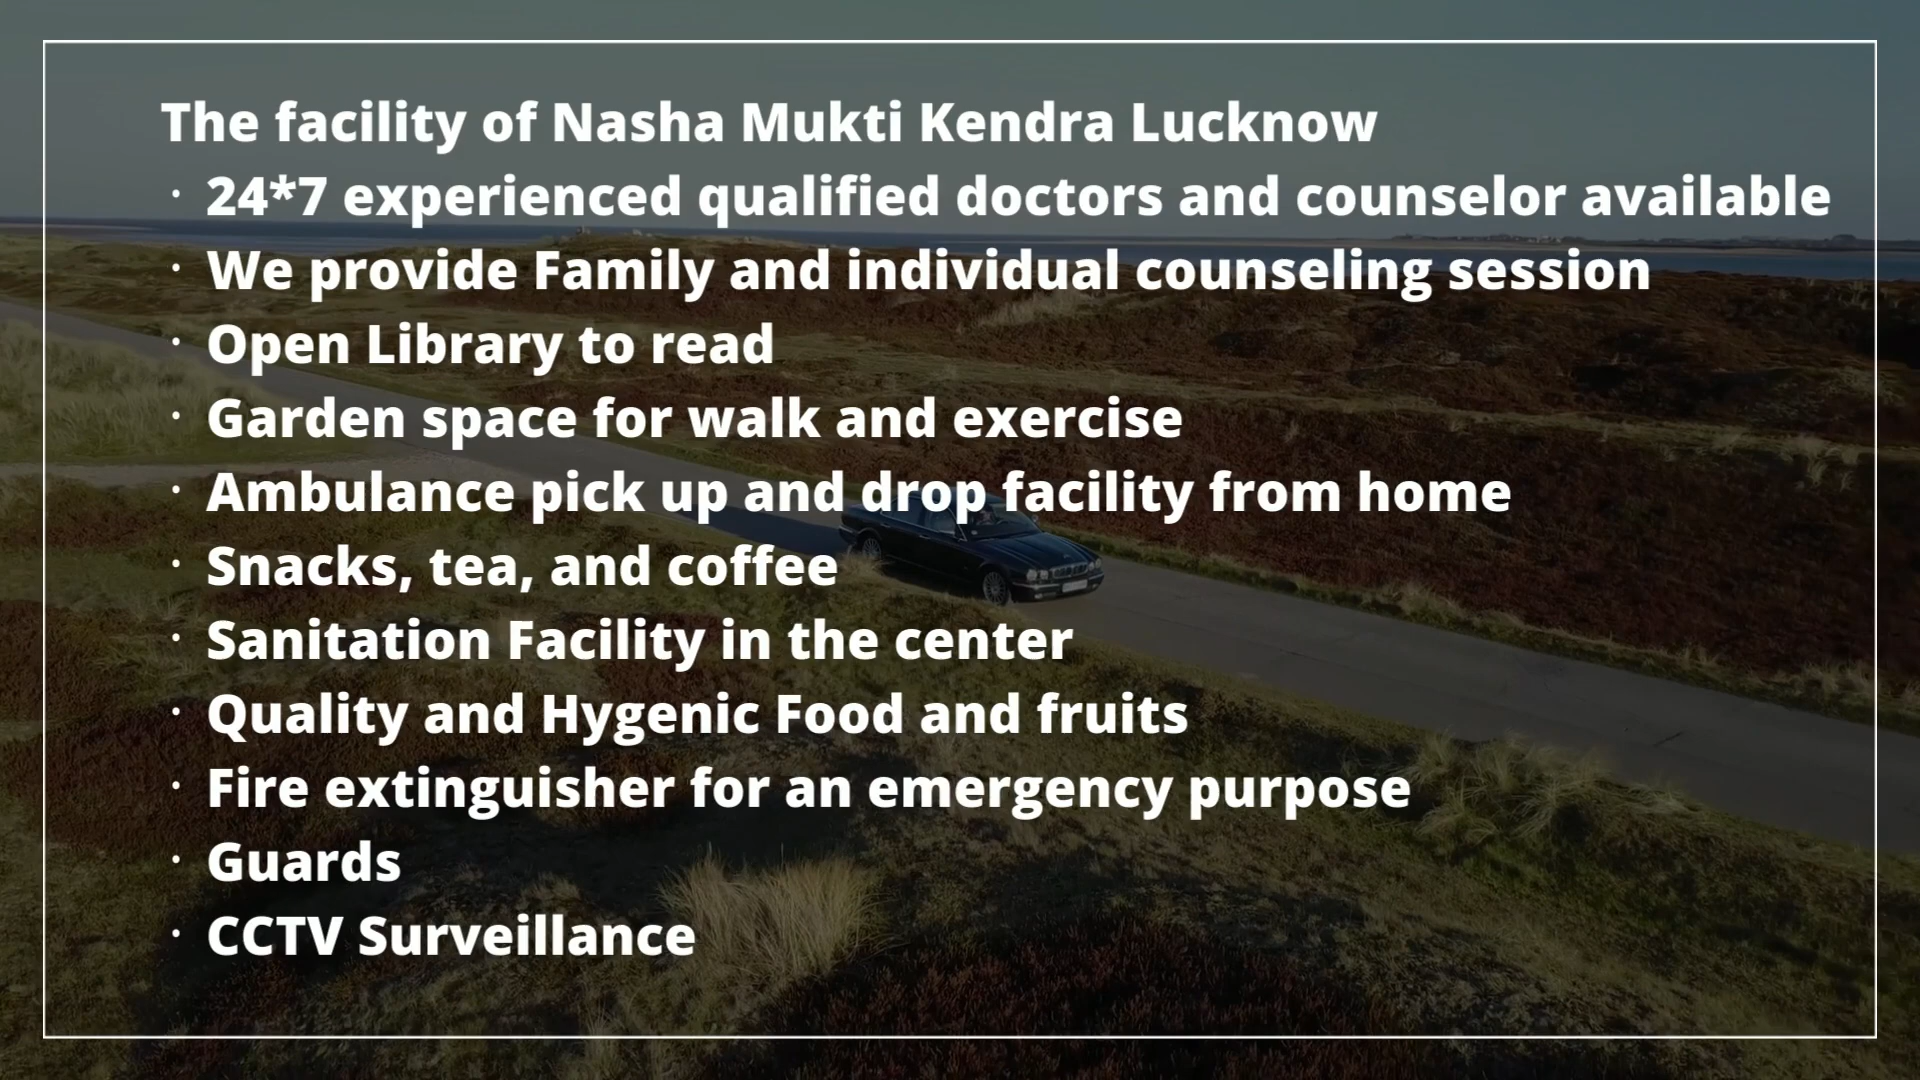 The facility of Nasha Mukti Kendra Lucknow
· 24*7 experienced qualified doctors and counselor available
· We provide Family and individual counseling session
· Open Library to read
· Garden space for walk and exercise
· Ambulance pick up and drop facility from home
· Snacks, tea, and coffee
· Sanitation Facility in the center
· Quality and Hygenic Food and fruits
· Fire extinguisher for an emergency purpose
· Guards
· CCTV Surveillance